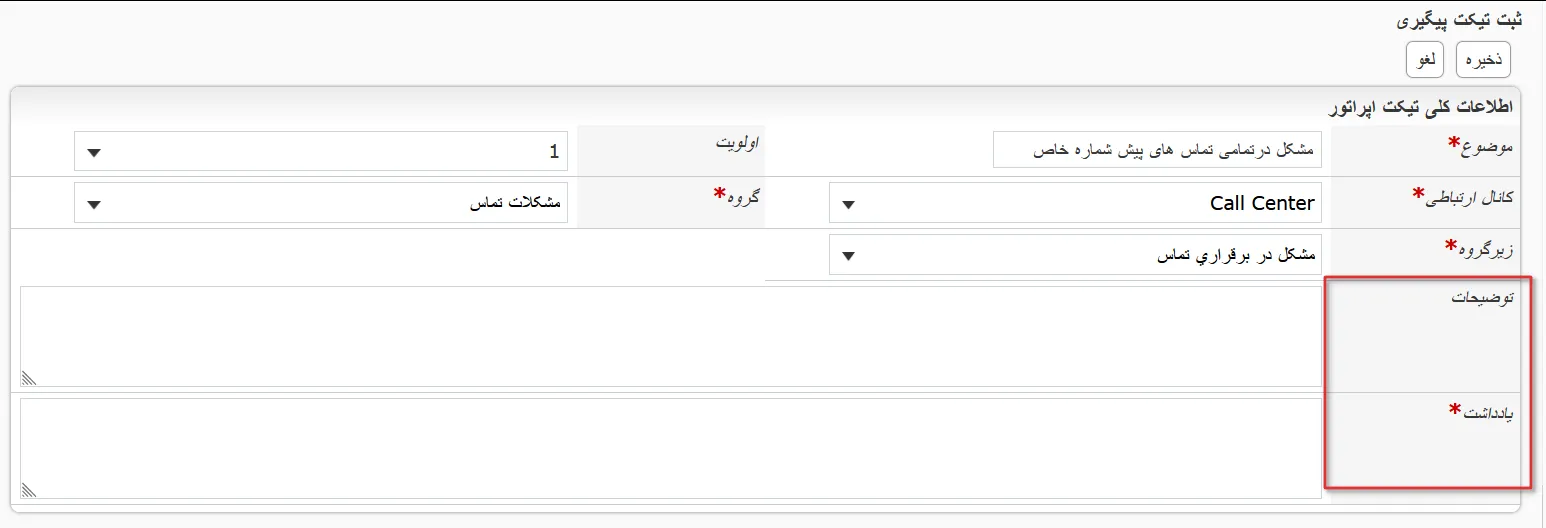 ثبت تیکت پیگیری
ذخیره لغو
اطلاعات کلی تیکت اپراتور
موضوع* مشکل درتمامی تماس های پیش شماره خاص اولویت 1
کانال ارتباطی* Call Center گروه* مشکلات تماس
زیرگروه* مشکل در برقراري تماس
توضیحات
یادداشت*